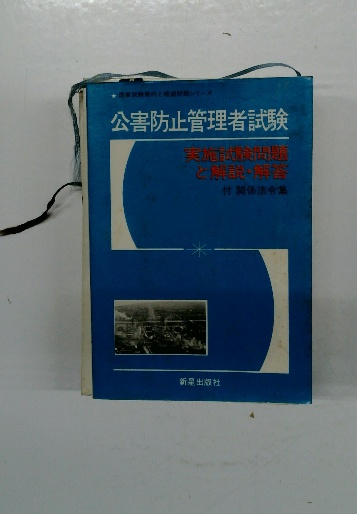 公害防止管理者試験
実施試験問題
と解説・解答
付 関係法令集
新星出版社